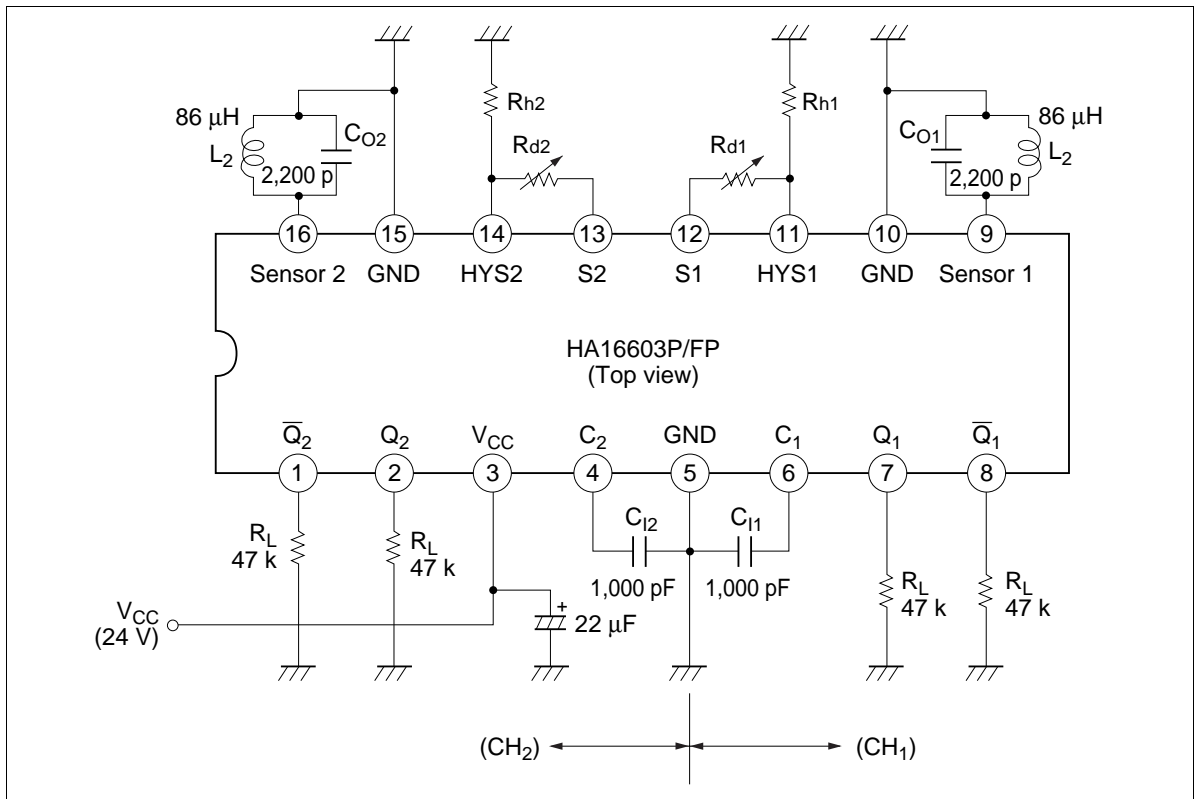 86 μH
L2
CO2
2,200 p
Rh2
Rd2
Rd1
Rh1
CO1
2,200 p
86 μH
L2
16 15 14 13 12 11 10 9
Sensor 2 GND HYS2 S2 S1 HYS1 GND Sensor 1
HA16603P/FP
(Top view)
Q̅2 Q2 VCC C2 GND C1 Q1 Q̅1
1 2 3 4 5 6 7 8
RL
47 k
RL
47 k
CI2
1,000 pF
CI1
1,000 pF
RL
47 k
RL
47 k
VCC
(24 V)
+
22 μF
(CH2) (CH1)